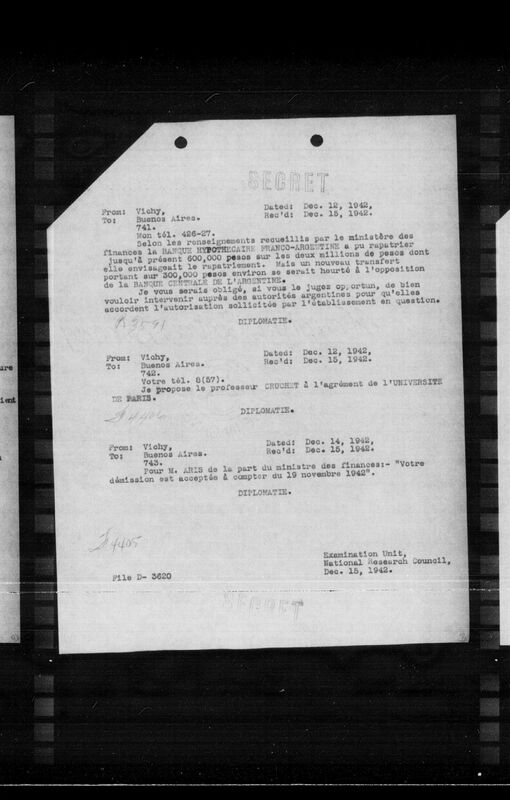 SECRET
From: Vichy, Dated: Dec. 12, 1942,
To: Buenos Aires. Rec'd: Dec. 15, 1942.
741.
Mon tél. 426-27.
Selon les renseignements recueillis par le ministère des
finances la BANQUE HYPOTHECAIRE FRANCO-ARGENTINE a pu rapatrier
jusqu'à présent 600,000 pesos sur les deux millions de pesos dont
elle envisageait le rapatriement. Mais un nouveau transfert
portant sur 300,000 pesos environ se serait heurté à l'opposition
de la BANQUE CENTRALE DE L'ARGENTINE.
Je vous serais obligé, si vous le jugez opportun, de bien
vouloir intervenir auprès des autorités argentines pour qu'elles
accordent l'autorisation sollicitée par l'établissement en question.
DIPLOMATIE.
From: Vichy, Dated: Dec. 12, 1942,
To: Buenos Aires. Rec'd: Dec. 15, 1942.
742.
Votre tél. 8(57).
Je propose le professeur CROCHET à l'agrément de l'UNIVERSITE
DE PARIS.
DIPLOMATIE.
From: Vichy, Dated: Dec. 14, 1942,
To: Buenos Aires. Rec'd: Dec. 15, 1942.
743.
Pour M. ARIS de la part du ministre des finances:- "Votre
démission est acceptée à compter du 19 novembre 1942".
DIPLOMATIE.
4405
Examination Unit,
National Research Council,
Dec. 15, 1942.
File D- 3620
SECRET